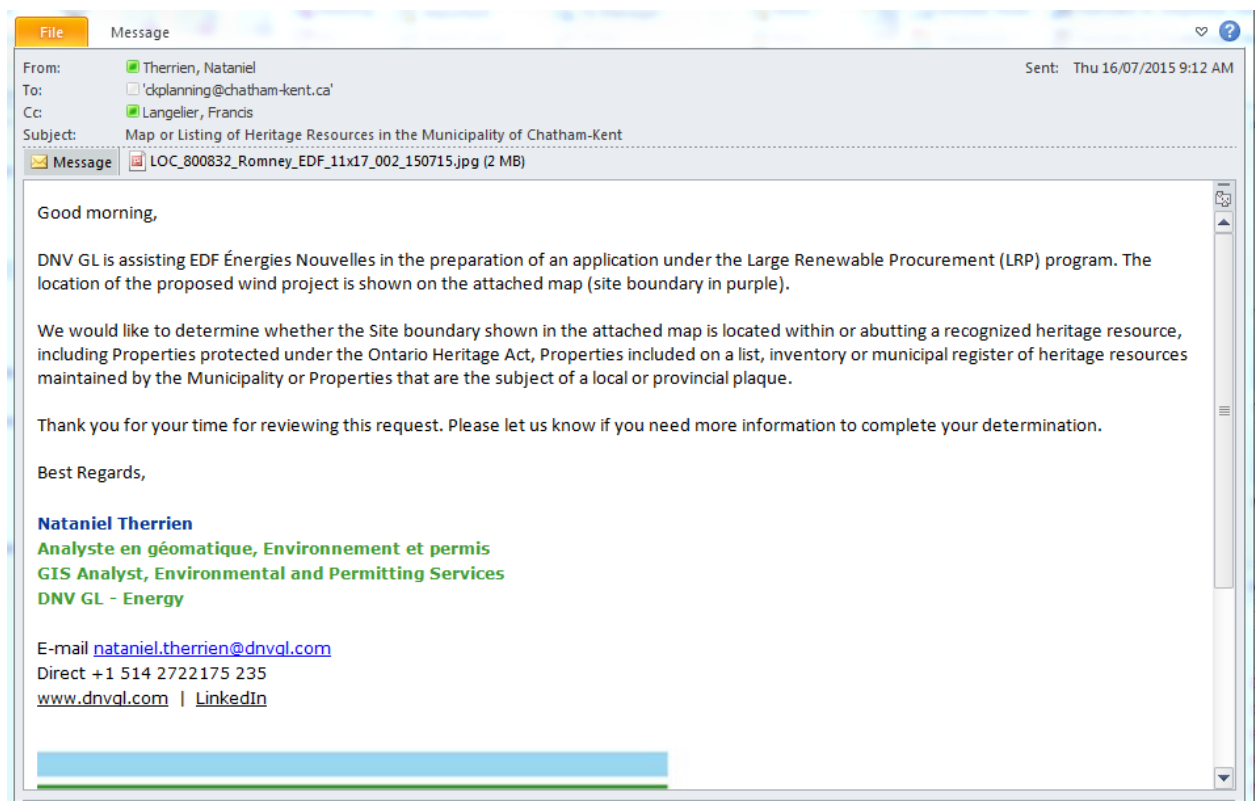 File Message
From: Therrien, Nataniel Sent: Thu 16/07/2015 9:12 AM
To: 'ckplanning@chatham-kent.ca'
Cc: Langelier, Francis
Subject: Map or Listing of Heritage Resources in the Municipality of Chatham-Kent
Message LOC_800832_Romney_EDF_11x17_002_150715.jpg (2 MB)
Good morning,
DNV GL is assisting EDF Énergies Nouvelles in the preparation of an application under the Large Renewable Procurement (LRP) program. The
location of the proposed wind project is shown on the attached map (site boundary in purple).
We would like to determine whether the Site boundary shown in the attached map is located within or abutting a recognized heritage resource,
including Properties protected under the Ontario Heritage Act, Properties included on a list, inventory or municipal register of heritage resources
maintained by the Municipality or Properties that are the subject of a local or provincial plaque.
Thank you for your time for reviewing this request. Please let us know if you need more information to complete your determination.
Best Regards,
Nataniel Therrien
Analyste en géomatique, Environnement et permis
GIS Analyst, Environmental and Permitting Services
DNV GL - Energy
E-mail nataniel.therrien@dnvgl.com
Direct +1 514 2722175 235
www.dnvgl.com | LinkedIn